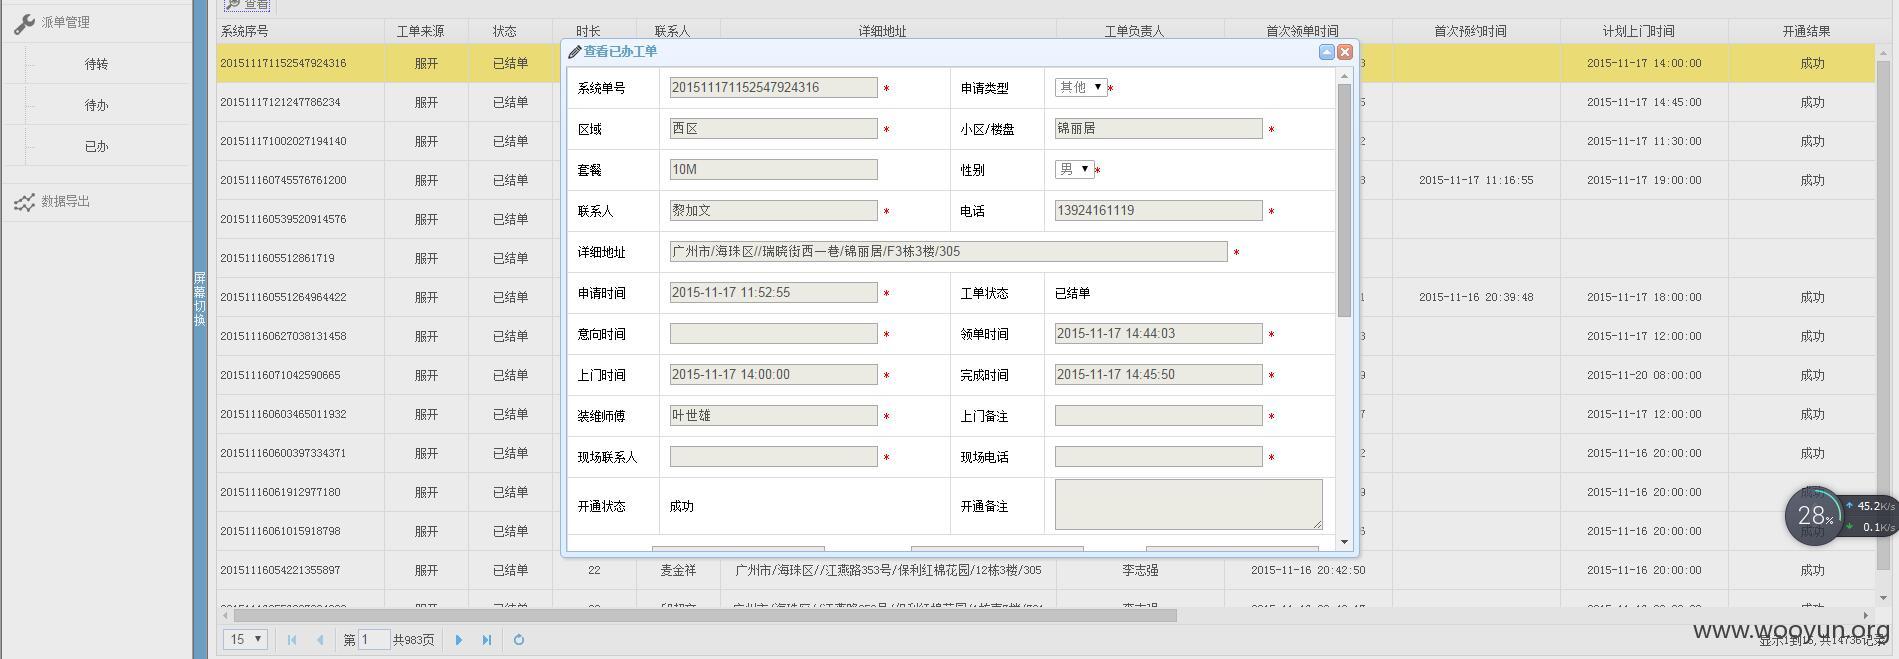 查看
派单管理
待转
待办
已办
数据导出
屏幕切换
系统序号 工单来源 状态 时长 联系人 详细地址 工单负责人 首次领单时间 首次预约时间 计划上门时间 开通结果
201511171152547924316 服开 已结单 3 2015-11-17 14:00:00 成功
20151117121247786234 服开 已结单 2015-11-17 14:45:00 成功
201511171002027194140 服开 已结单 2 2015-11-17 11:30:00 成功
201511160745576761200 服开 已结单 3 2015-11-17 11:16:55 2015-11-17 19:00:00 成功
201511160539520914576 服开 已结单
2015111605512861719 服开 已结单
201511160551264964422 服开 已结单 1 2015-11-16 20:39:48 2015-11-17 18:00:00 成功
201511160627038131458 服开 已结单 3 2015-11-17 12:00:00 成功
20151116071042590665 服开 已结单 9 2015-11-20 08:00:00 成功
201511160603465011932 服开 已结单 7 2015-11-17 12:00:00 成功
201511160600397334371 服开 已结单 2 2015-11-16 20:00:00 成功
20151116061912977180 服开 已结单 9 2015-11-16 20:00:00 成功
20151116061015918798 服开 已结单 6 2015-11-16 20:00:00 成功
20151116054221355897 服开 已结单 22 麦金祥 广州市/海珠区//江燕路353号/保利红棉花园/12栋3楼/305 李志强 2015-11-16 20:42:50 2015-11-16 20:00:00 成功
查看已办工单
系统单号 201511171152547924316 * 申请类型 其他 *
区域 西区 * 小区/楼盘 锦丽居 *
套餐 10M 性别 男 *
联系人 黎加文 * 电话 13924161119 *
详细地址 广州市/海珠区//瑞晓街西一巷/锦丽居/F3栋3楼/305 *
申请时间 2015-11-17 11:52:55 * 工单状态 已结单
意向时间 * 领单时间 2015-11-17 14:44:03 *
上门时间 2015-11-17 14:00:00 * 完成时间 2015-11-17 14:45:50 *
装维师傅 叶世雄 * 上门备注 *
现场联系人 * 现场电话 *
开通状态 成功 开通备注
28% 45.2K/s
0.1K/s
15 第 1 共983页 显示1到15,共14736记录
www.wooyun.org